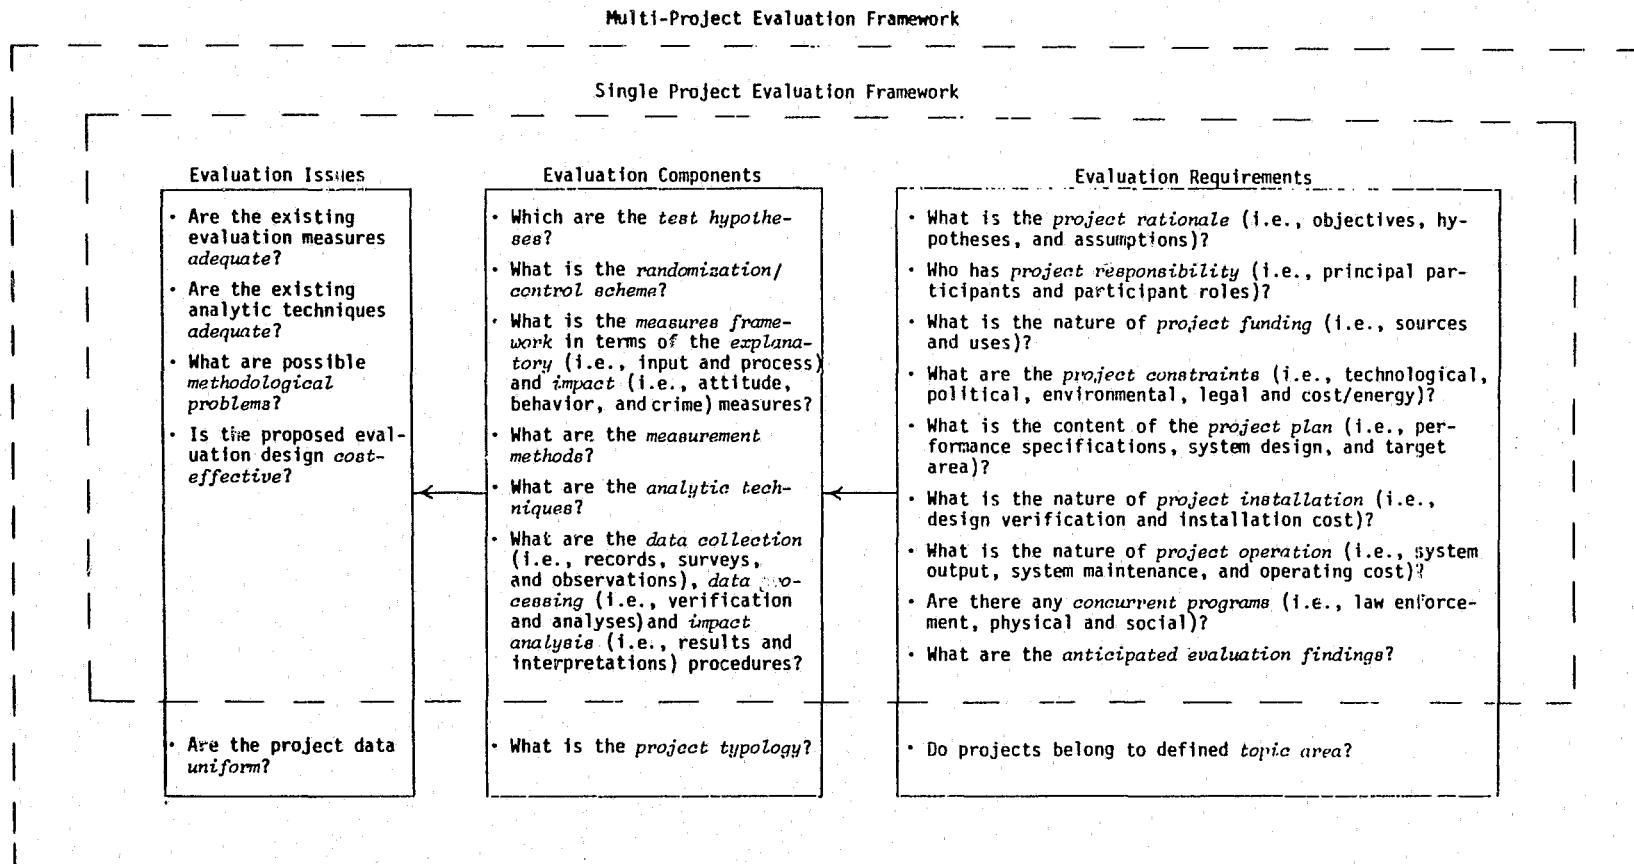 Multi-Project Evaluation Framework
Single Project Evaluation Framework
Evaluation Issues
• Are the existing
evaluation measures
adequate?
• Are the existing
analytic techniques
adequate?
• What are possible
methodological
problems?
• Is the proposed eval-
uation design cost-
effective?
• Are the project data
uniform?
Evaluation Components
• Which are the test hypothe-
ses?
• What is the randomization/
control scheme?
• What is the measures frame-
work in terms of the explana-
tory (i.e., input and process)
and impact (i.e., attitude,
behavior, and crime) measures?
• What are the measurement
methods?
• What are the analytic tech-
niques?
• What are the data collection
(i.e., records, surveys,
and observations), data pro-
cessing (i.e., verification
and analyses) and impact
analysis (i.e., results and
interpretations) procedures?
• What is the project typology?
Evaluation Requirements
• What is the project rationale (i.e., objectives, hy-
potheses, and assumptions)?
• Who has project responsibility (i.e., principal par-
ticipants and participant roles)?
• What is the nature of project funding (i.e., sources
and uses)?
• What are the project constraints (i.e., technological,
political, environmental, legal and cost/energy)?
• What is the content of the project plan (i.e., per-
formance specifications, system design, and target
area)?
• What is the nature of project installation (i.e.,
design verification and installation cost)?
• What is the nature of project operation (i.e., system
output, system maintenance, and operating cost)?
• Are there any concurrent programs (i.e., law enforce-
ment, physical and social)?
• What are the anticipated evaluation findings?
• Do projects belong to defined topic area?